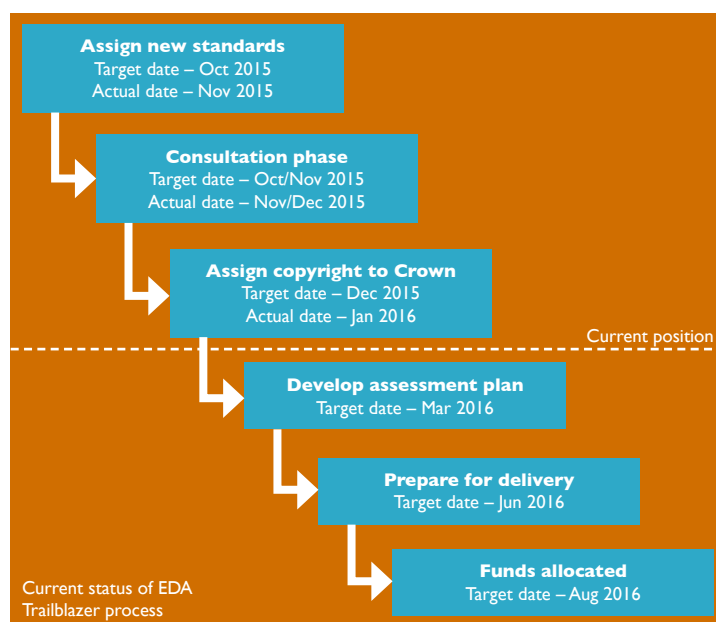 Assign new standards
Target date – Oct 2015
Actual date – Nov 2015
Consultation phase
Target date – Oct/Nov 2015
Actual date – Nov/Dec 2015
Assign copyright to Crown
Target date – Dec 2015
Actual date – Jan 2016
Current position
Develop assessment plan
Target date – Mar 2016
Prepare for delivery
Target date – Jun 2016
Funds allocated
Target date – Aug 2016
Current status of EDA
Trailblazer process